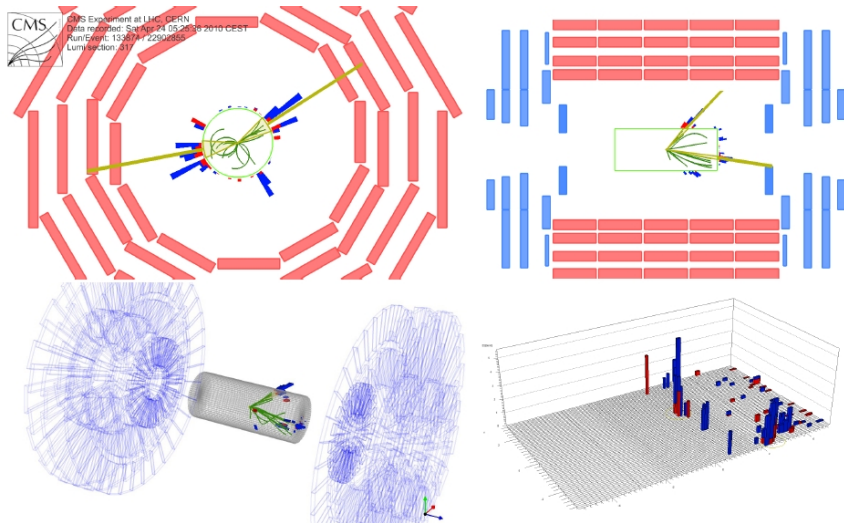 CMS
CMS Experiment at LHC, CERN
Data recorded: Sat Apr 24 05:25:36 2010 CEST
Run/Event: 133874 / 22902855
Lumi section: 317